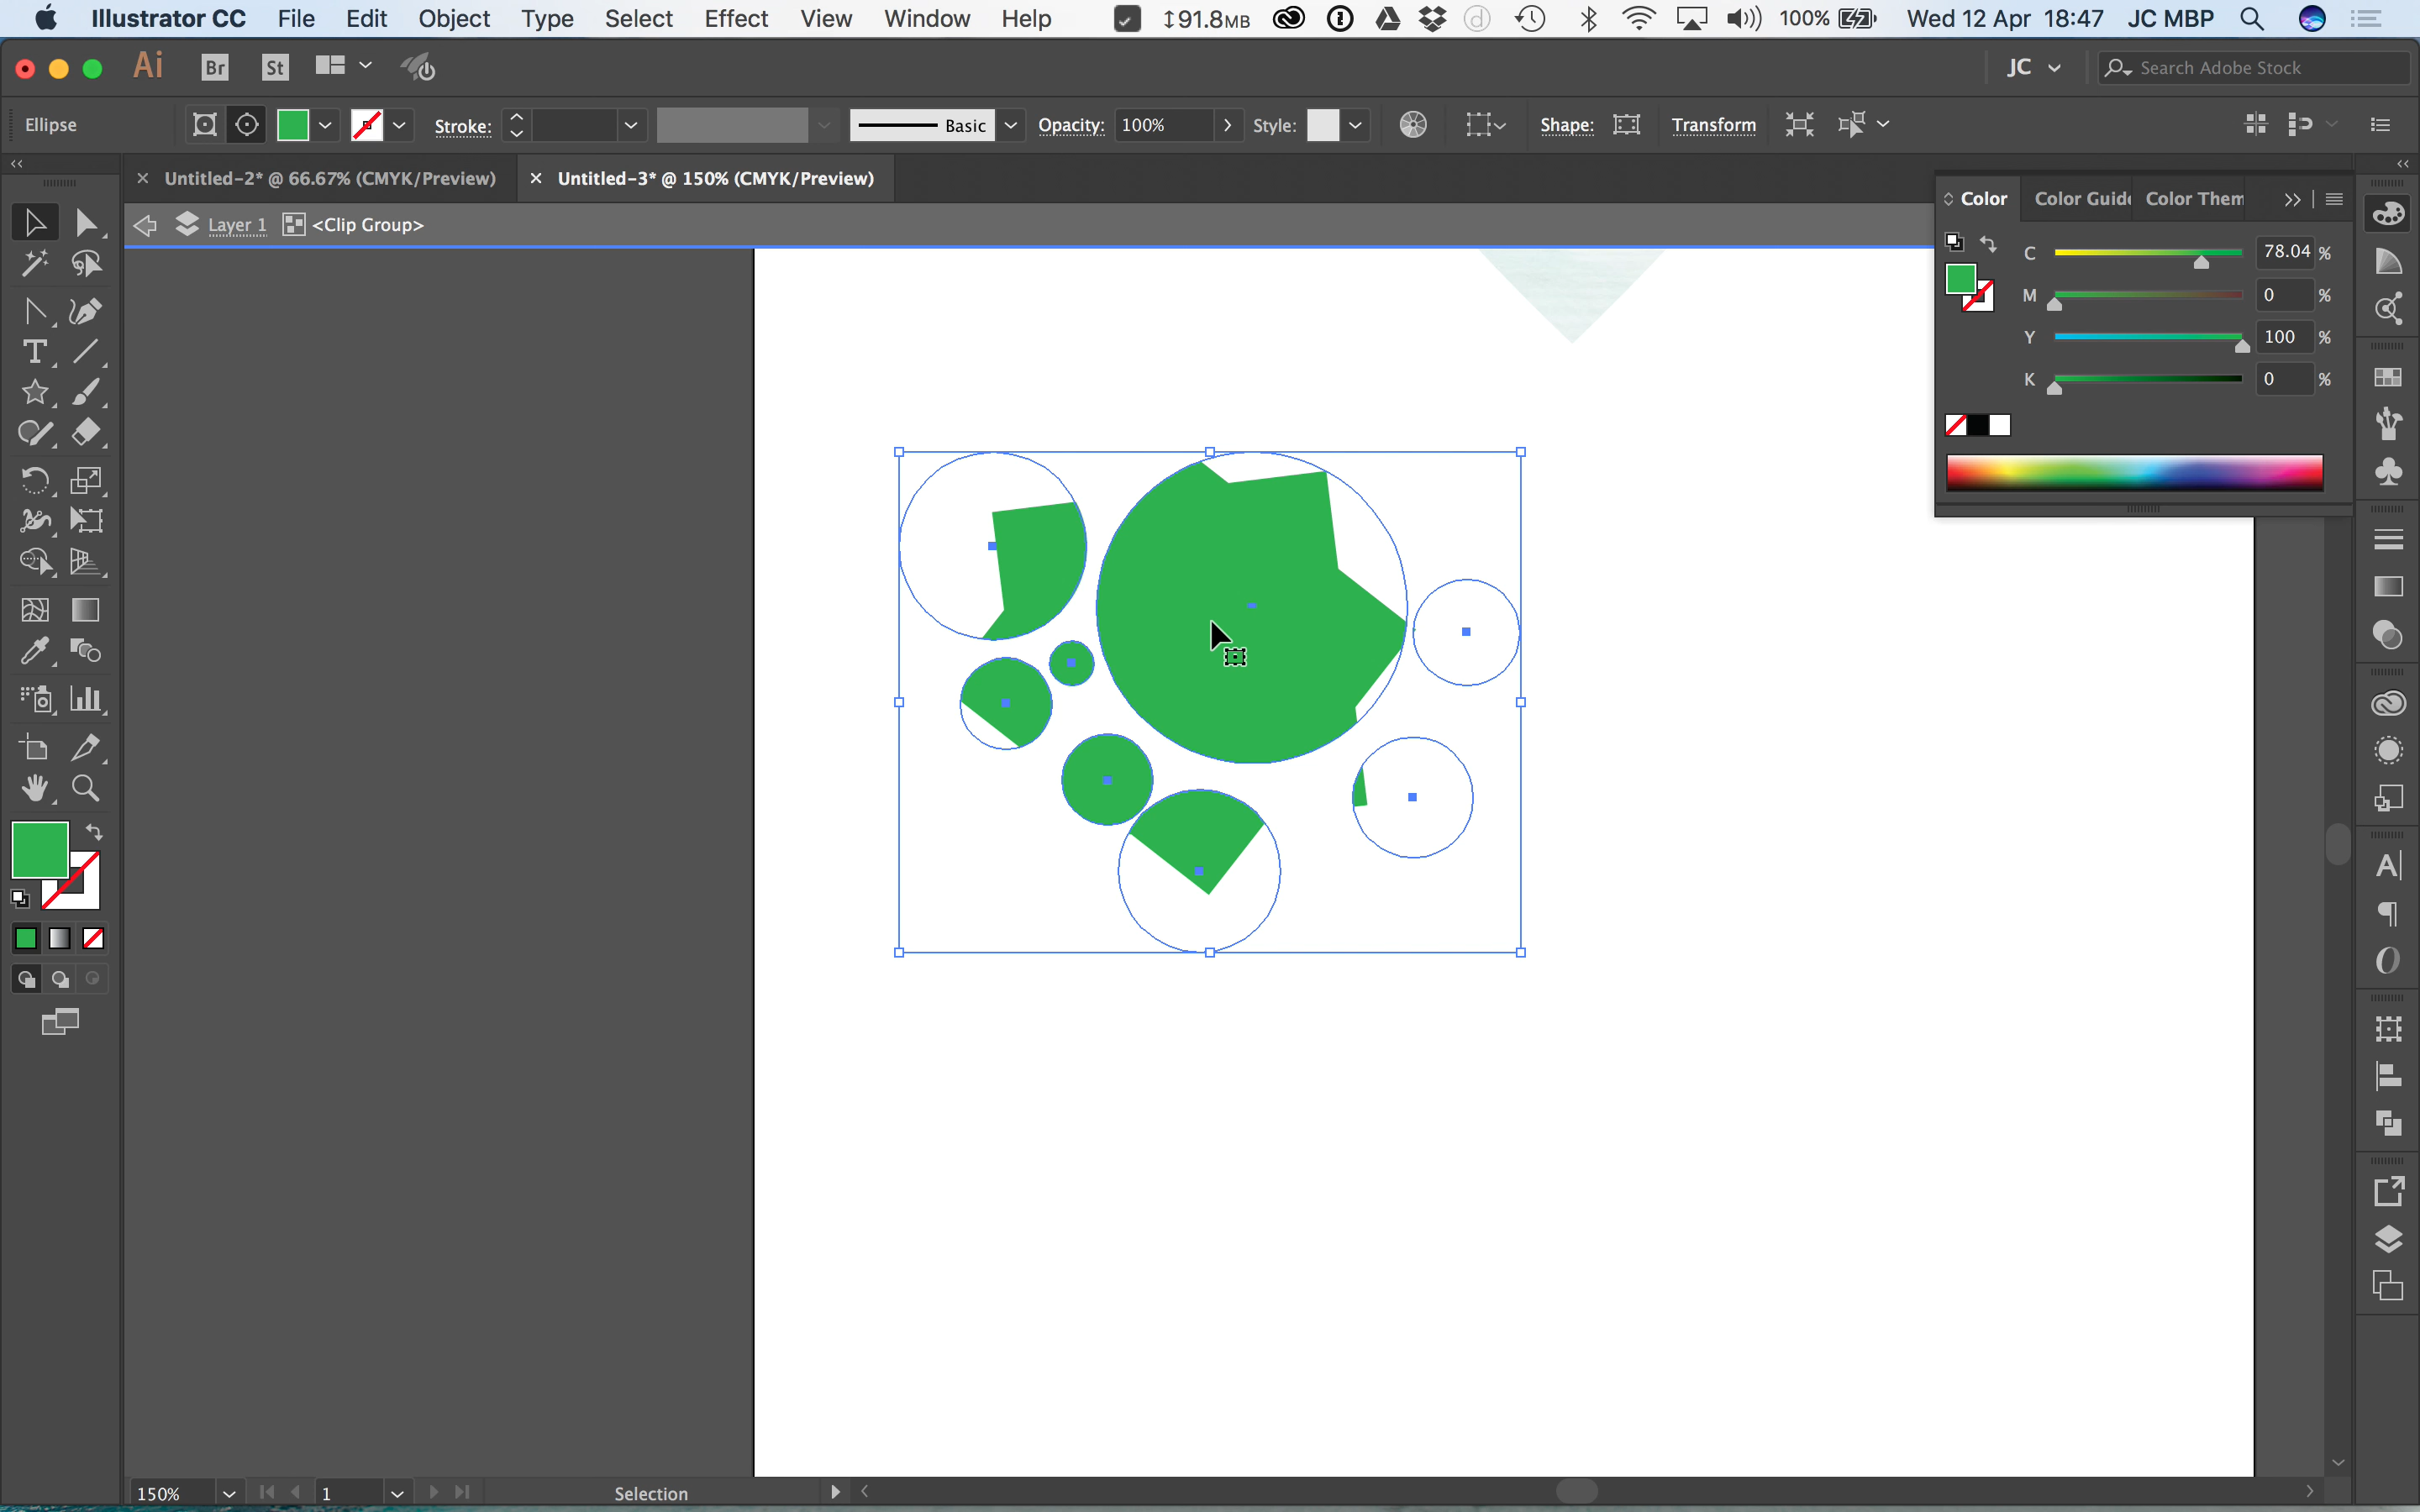 Illustrator CC File Edit Object Type Select Effect View Window Help 91.8MB 100% Wed 12 Apr 18:47 JC MBP
Ai Br St JC Search Adobe Stock
Ellipse Stroke: Basic Opacity: 100% Style: Shape: Transform
Untitled-2* @ 66.67% (CMYK/Preview) Untitled-3* @ 150% (CMYK/Preview)
Layer 1 <Clip Group>
Color Color Guid Color Them
C 78.04 %
M 0 %
Y 100 %
K 0 %
150% 1 Selection